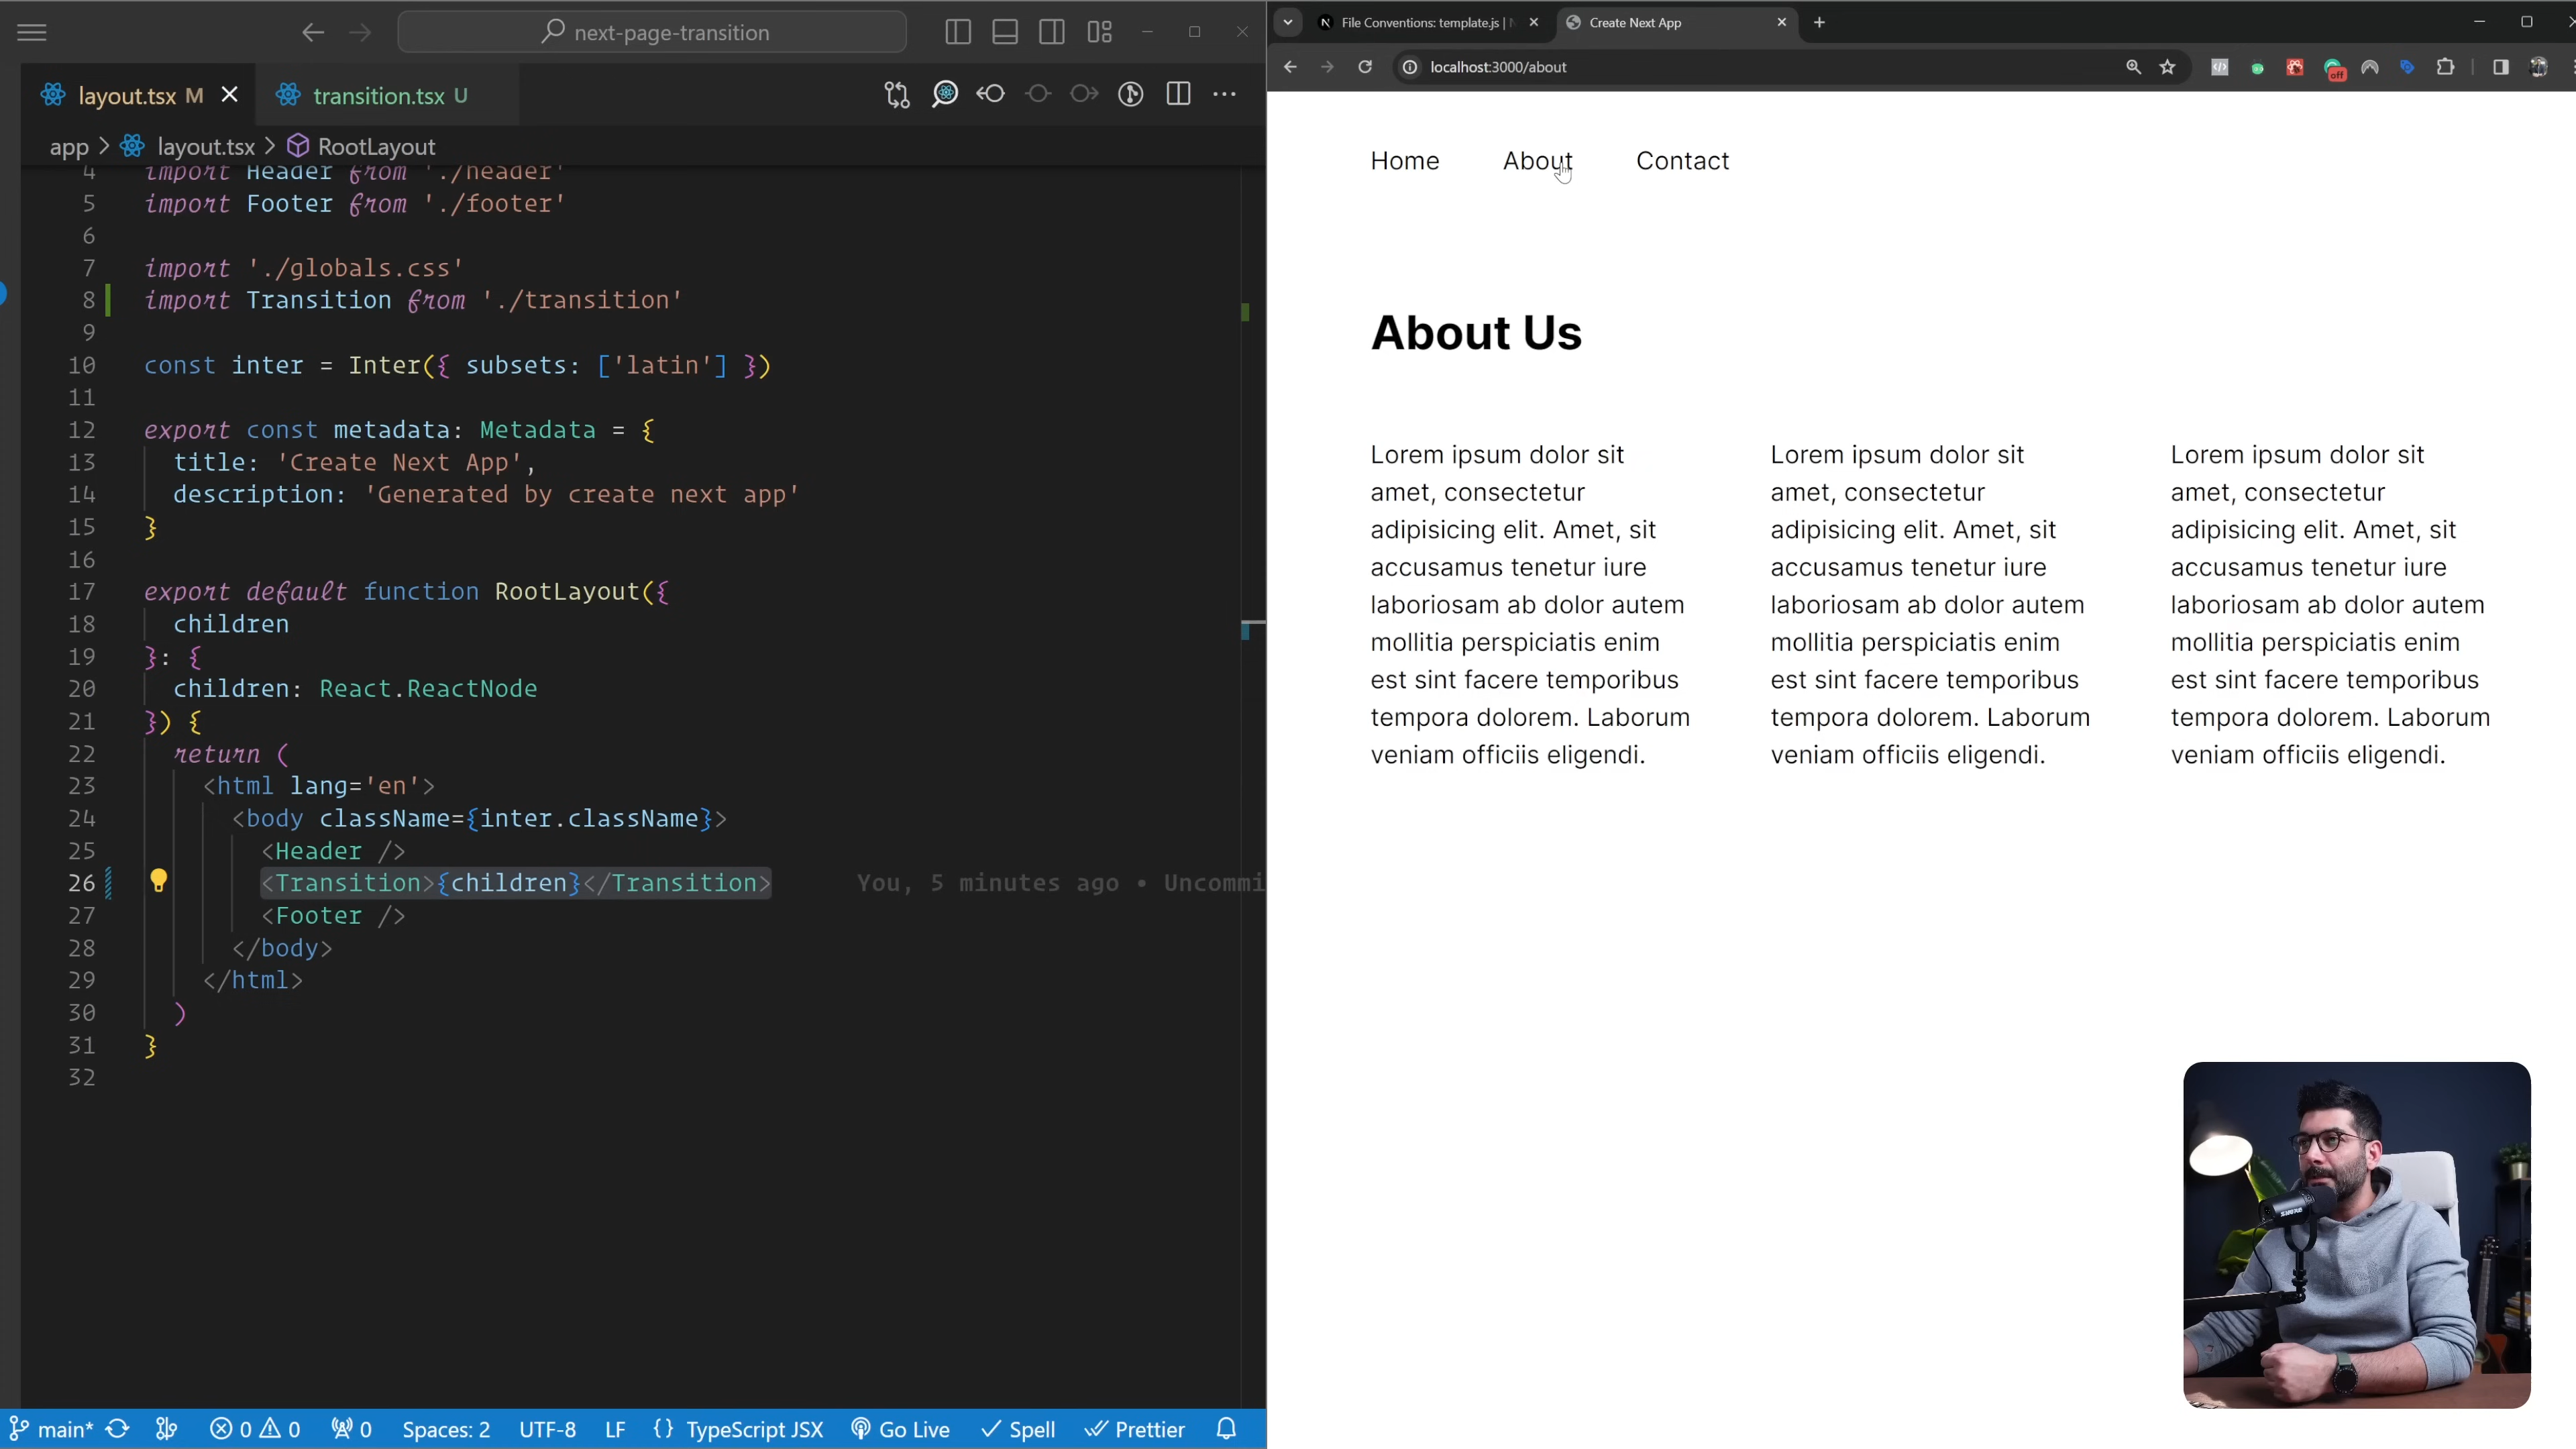 next-page-transition
layout.tsx M
transition.tsx U
app > layout.tsx > RootLayout
4 import Header from './header'
5 import Footer from './footer'
6
7 import './globals.css'
8 import Transition from './transition'
9
10 const inter = Inter({ subsets: ['latin'] })
11
12 export const metadata: Metadata = {
13 title: 'Create Next App',
14 description: 'Generated by create next app'
15 }
16
17 export default function RootLayout({
18 children
19 }: {
20 children: React.ReactNode
21 }) {
22 return (
23 <html lang='en'>
24 <body className={inter.className}>
25 <Header />
26 <Transition>{children}</Transition> You, 5 minutes ago • Uncommi
27 <Footer />
28 </body>
29 </html>
30 )
31 }
32
main* 0 0 0 Spaces: 2 UTF-8 LF {} TypeScript JSX Go Live Spell Prettier
File Conventions: template.js | N
Create Next App
localhost:3000/about
off
Home About Contact
About Us
Lorem ipsum dolor sit
amet, consectetur
adipisicing elit. Amet, sit
accusamus tenetur iure
laboriosam ab dolor autem
mollitia perspiciatis enim
est sint facere temporibus
tempora dolorem. Laborum
veniam officiis eligendi.
Lorem ipsum dolor sit
amet, consectetur
adipisicing elit. Amet, sit
accusamus tenetur iure
laboriosam ab dolor autem
mollitia perspiciatis enim
est sint facere temporibus
tempora dolorem. Laborum
veniam officiis eligendi.
Lorem ipsum dolor sit
amet, consectetur
adipisicing elit. Amet, sit
accusamus tenetur iure
laboriosam ab dolor autem
mollitia perspiciatis enim
est sint facere temporibus
tempora dolorem. Laborum
veniam officiis eligendi.